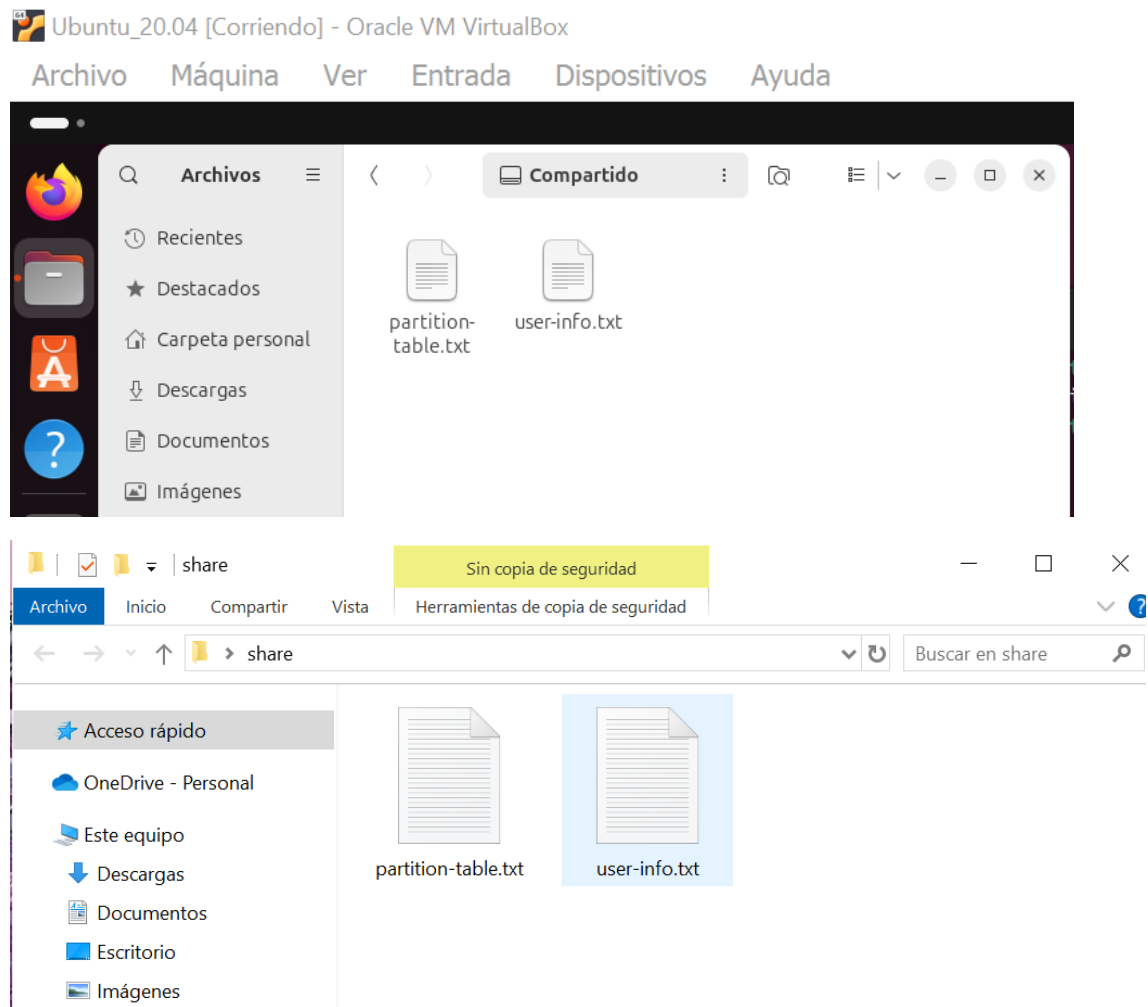 Ubuntu_20.04 [Corriendo] - Oracle VM VirtualBox
Archivo Máquina Ver Entrada Dispositivos Ayuda
Archivos
Compartido
Recientes
Destacados
Carpeta personal
Descargas
Documentos
Imágenes
partition-
table.txt
user-info.txt
share
Sin copia de seguridad
Archivo Inicio Compartir Vista Herramientas de copia de seguridad
share
Buscar en share
Acceso rápido
OneDrive - Personal
Este equipo
Descargas
Documentos
Escritorio
Imágenes
partition-table.txt
user-info.txt